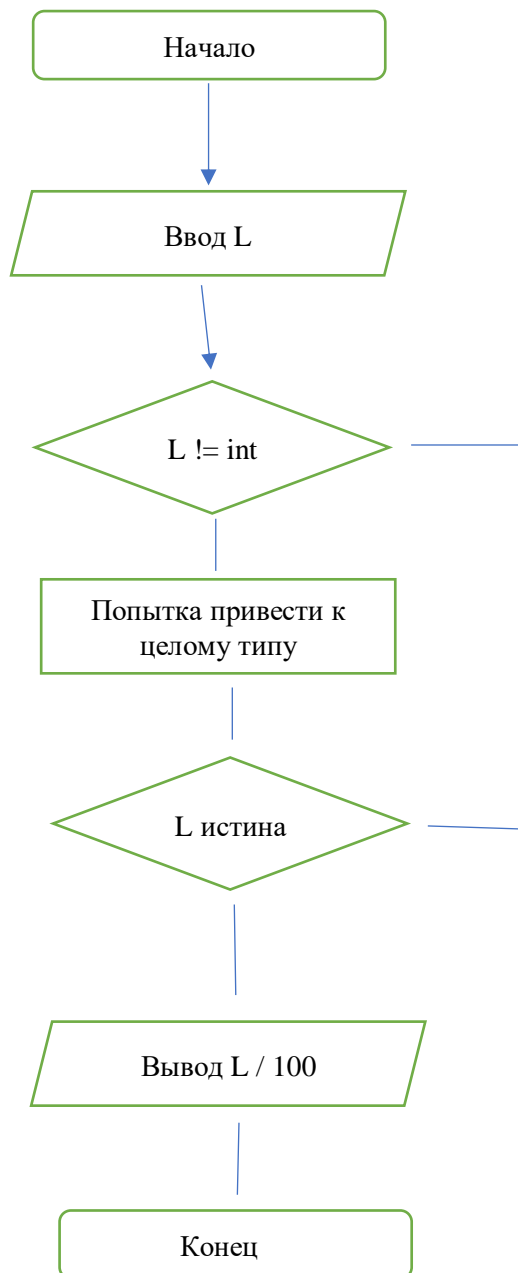 Начало
Ввод L
L != int
Попытка привести к
целому типу
L истина
Вывод L / 100
Конец